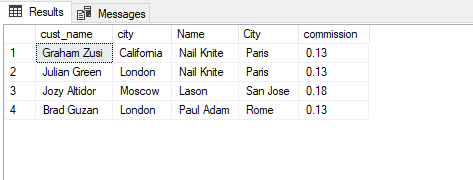 Results Messages
cust_name city Name City commission
1 Graham Zusi California Nail Knite Paris 0.13
2 Julian Green London Nail Knite Paris 0.13
3 Jozy Altidor Moscow Lason San Jose 0.18
4 Brad Guzan London Paul Adam Rome 0.13